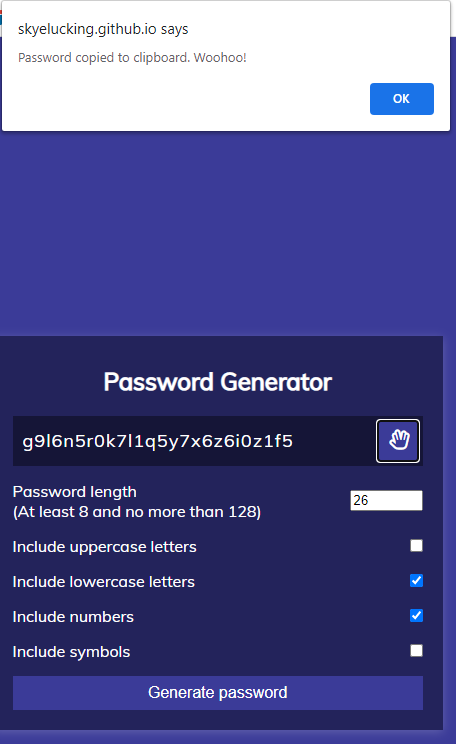 skyelucking.github.io says
Password copied to clipboard. Woohoo!
OK
Password Generator
g9l6n5r0k7l1q5y7x6z6i0z1f5
Password length
(At least 8 and no more than 128)
26
Include uppercase letters
Include lowercase letters
Include numbers
Include symbols
Generate password